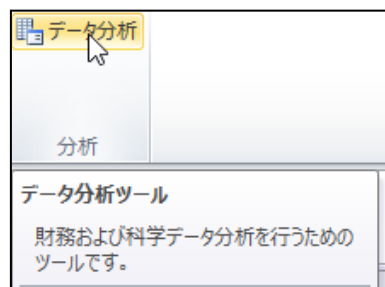 データ分析
分析
データ分析ツール
財務および科学データ分析を行うための
ツールです。